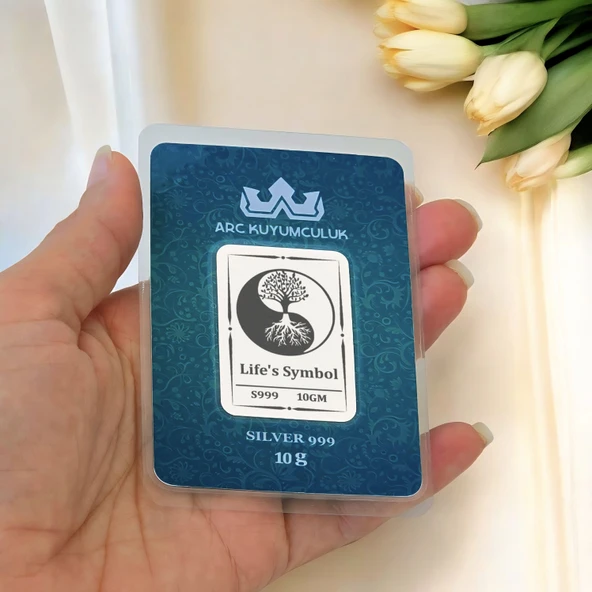 ARC KUYUMCULUK
Life's Symbol
S999 10GM
SILVER 999
10 g